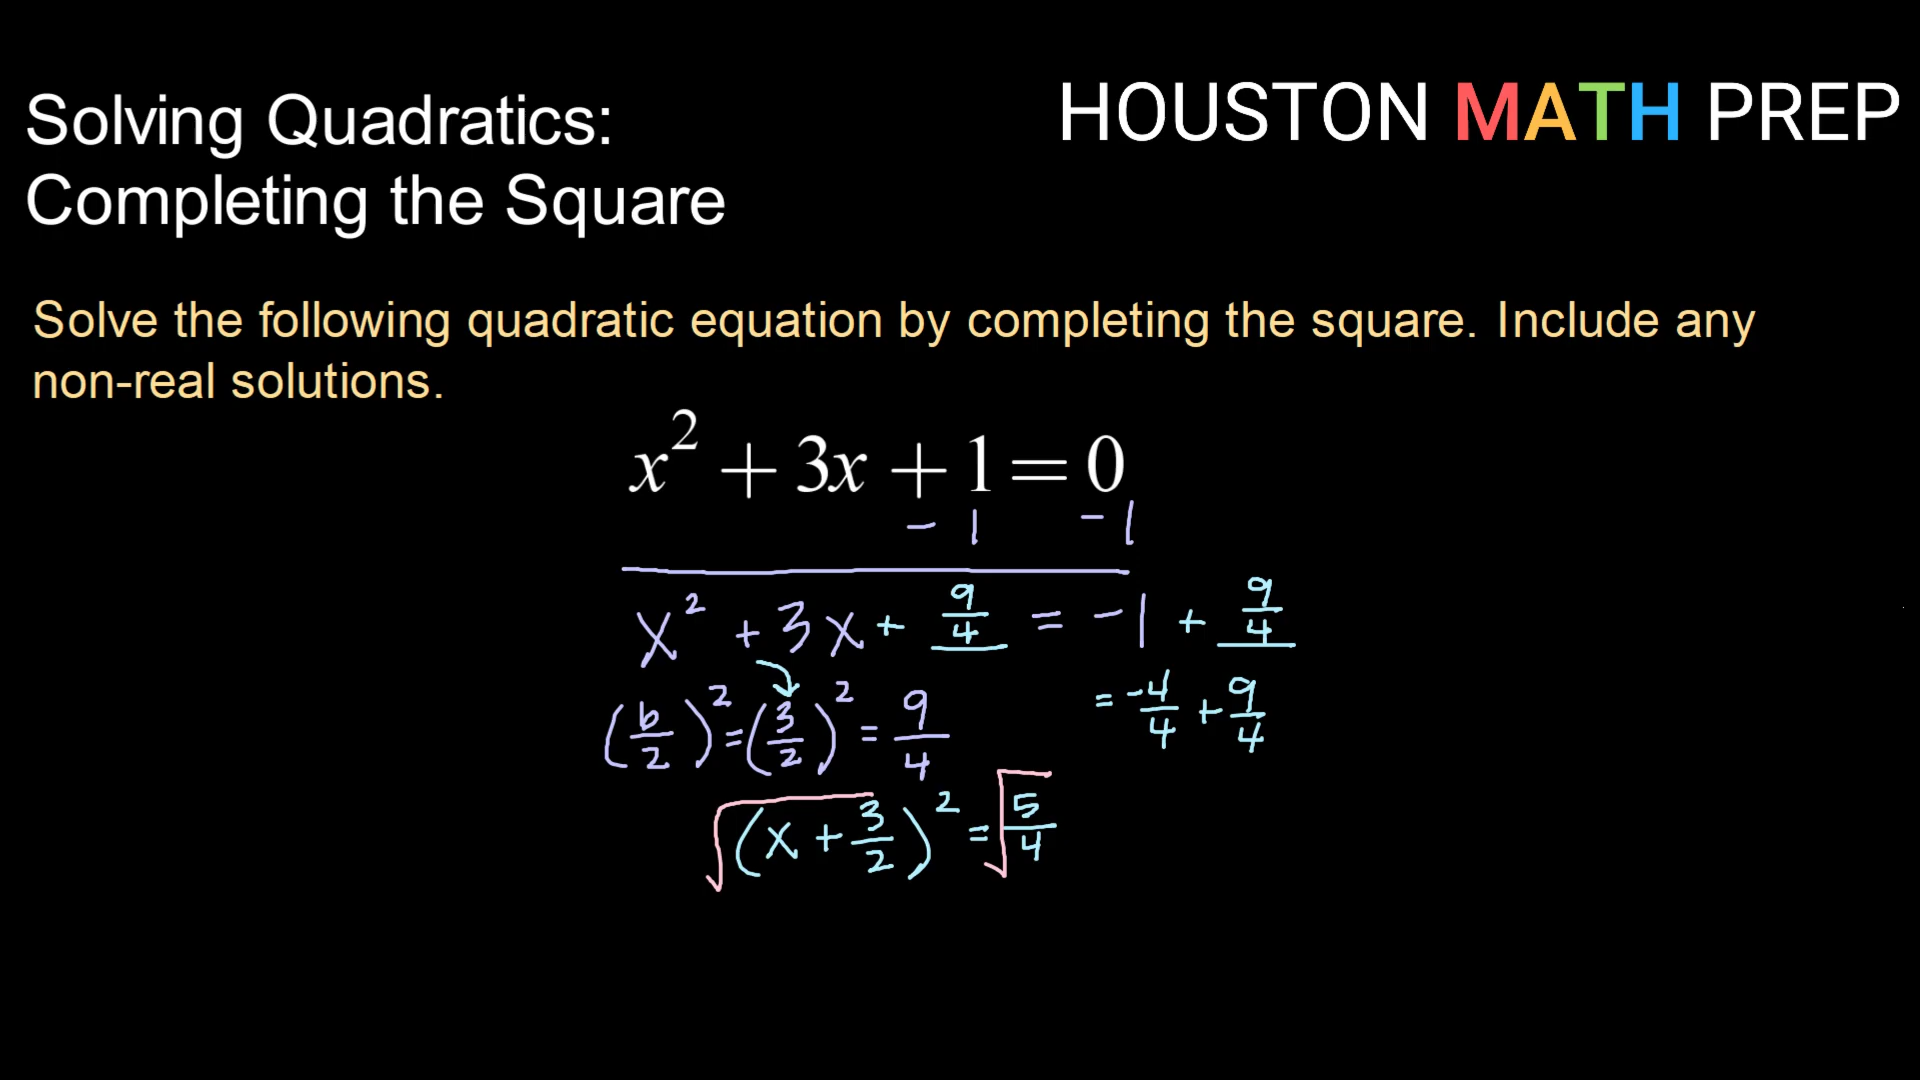 HOUSTON MATH PREP
Solving Quadratics:
Completing the Square
Solve the following quadratic equation by completing the square. Include any
non-real solutions.
x² + 3x + 1 = 0
- 1 -1
x² + 3x + 9/4 = -1 + 9/4
= -4/4 + 9/4
(b/2)² = (3/2)² = 9/4
√(x + 3/2)² = √5/4